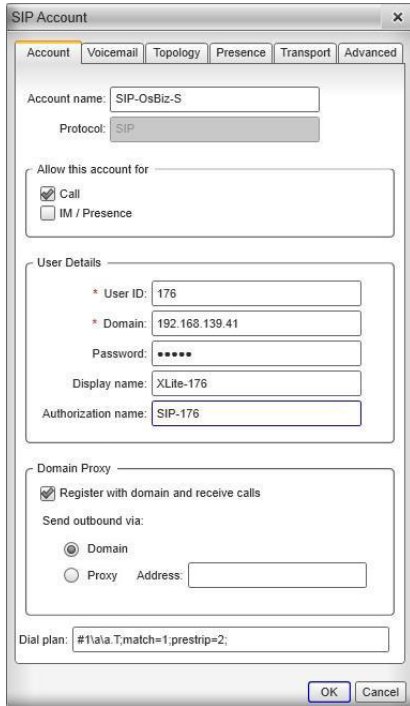 SIP Account
Account Voicemail Topology Presence Transport Advanced
Account name: SIP-OsBiz-S
Protocol: SIP
Allow this account for
Call
IM / Presence
User Details
* User ID: 176
* Domain: 192.168.139.41
Password: •••••
Display name: XLite-176
Authorization name: SIP-176
Domain Proxy
Register with domain and receive calls
Send outbound via:
Domain
Proxy Address:
Dial plan: #1\a\a.T;match=1;prestrip=2;
OK Cancel